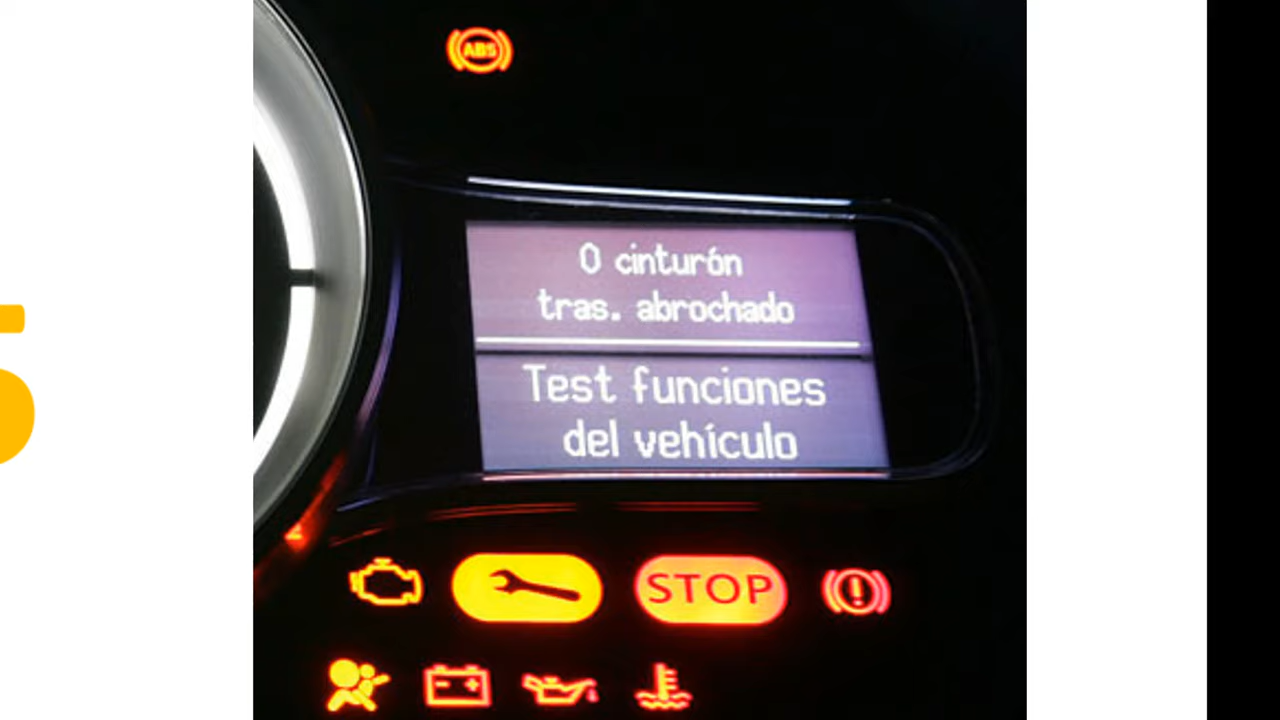 ABS
0 cinturón
tras. abrochado
Test funciones
del vehículo
STOP